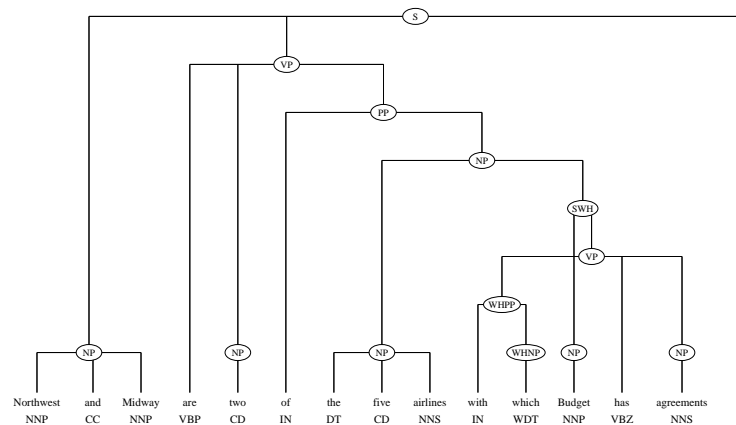 S
VP
PP
NP
SWH
VP
WHPP
NP NP NP WHNP NP NP
Northwest and Midway are two of the five airlines with which Budget has agreements
NNP CC NNP VBP CD IN DT CD NNS IN WDT NNP VBZ NNS